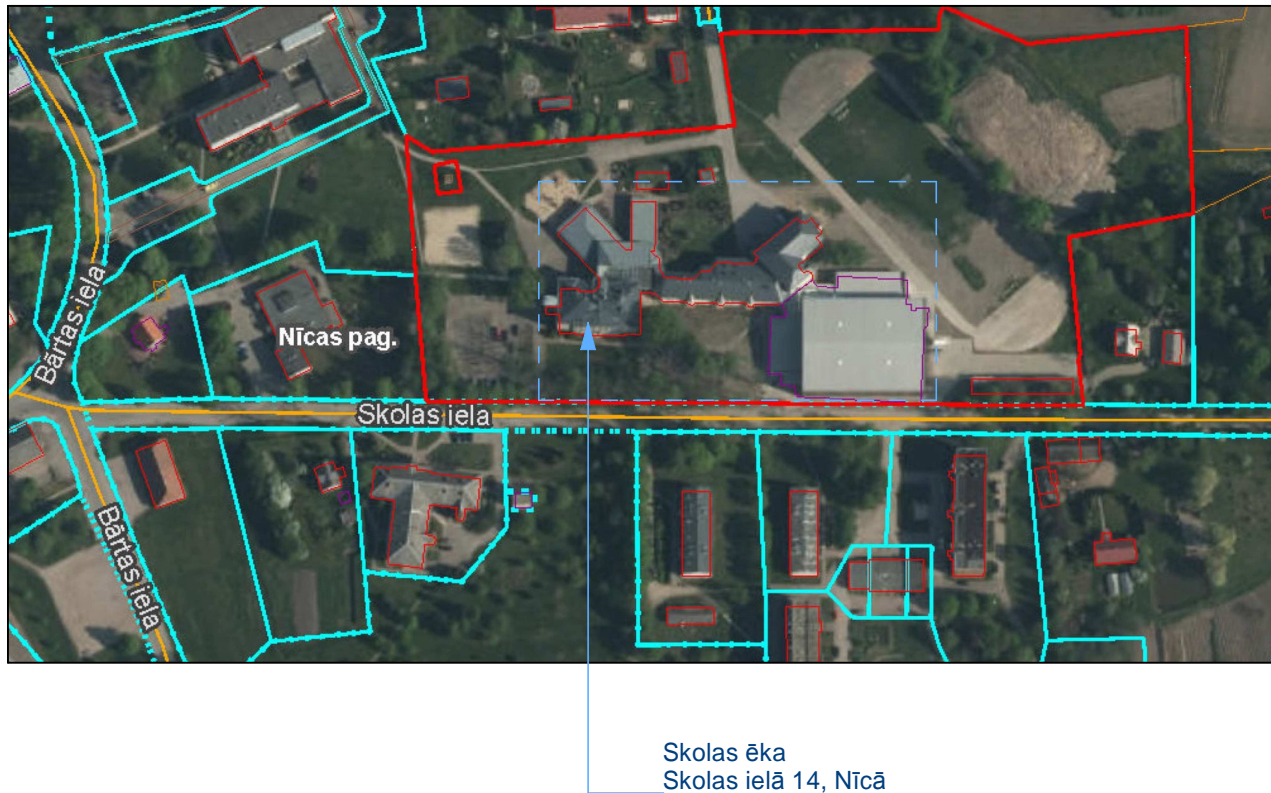 Bārtas iela
Nīcas pag.
Skolas iela
Bārtas iela
Skolas ēka
Skolas ielā 14, Nīcā